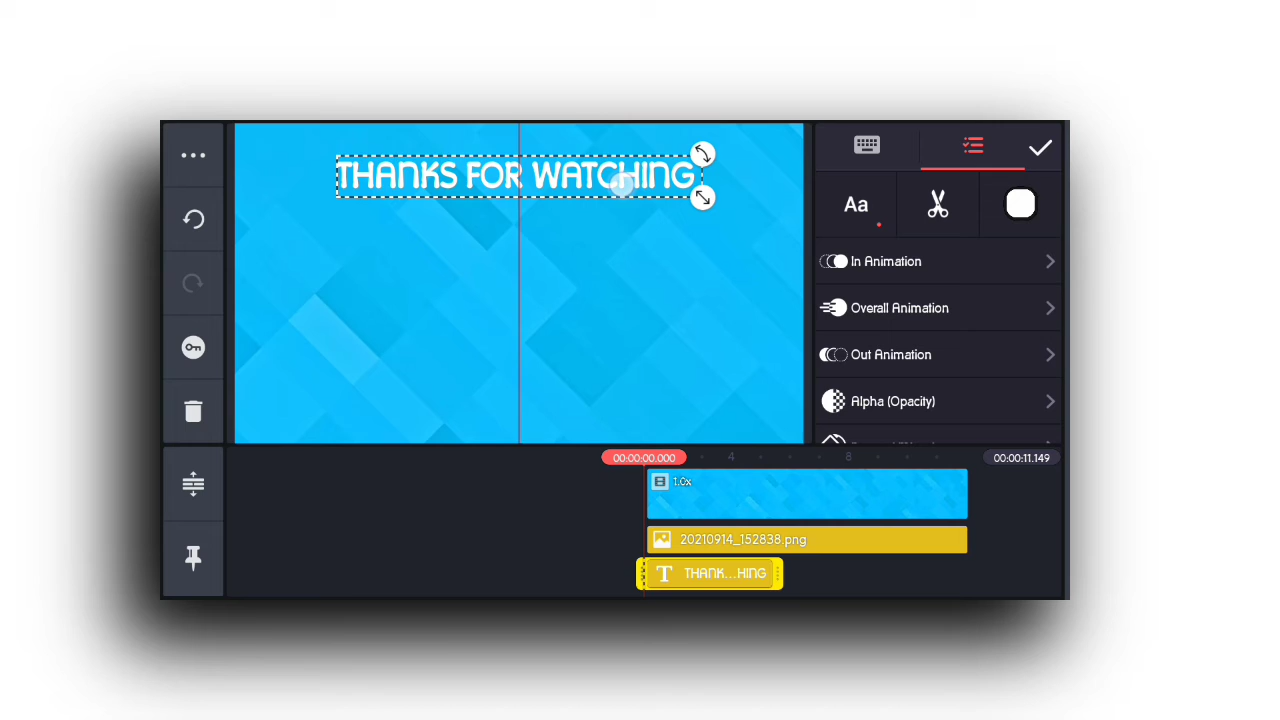 THANKS FOR WATCHING
Aa
In Animation
Overall Animation
Out Animation
Alpha (Opacity)
00:00:00.000
4
8
00:00:11.149
1.0x
20210914_152838.png
T THANK...HING